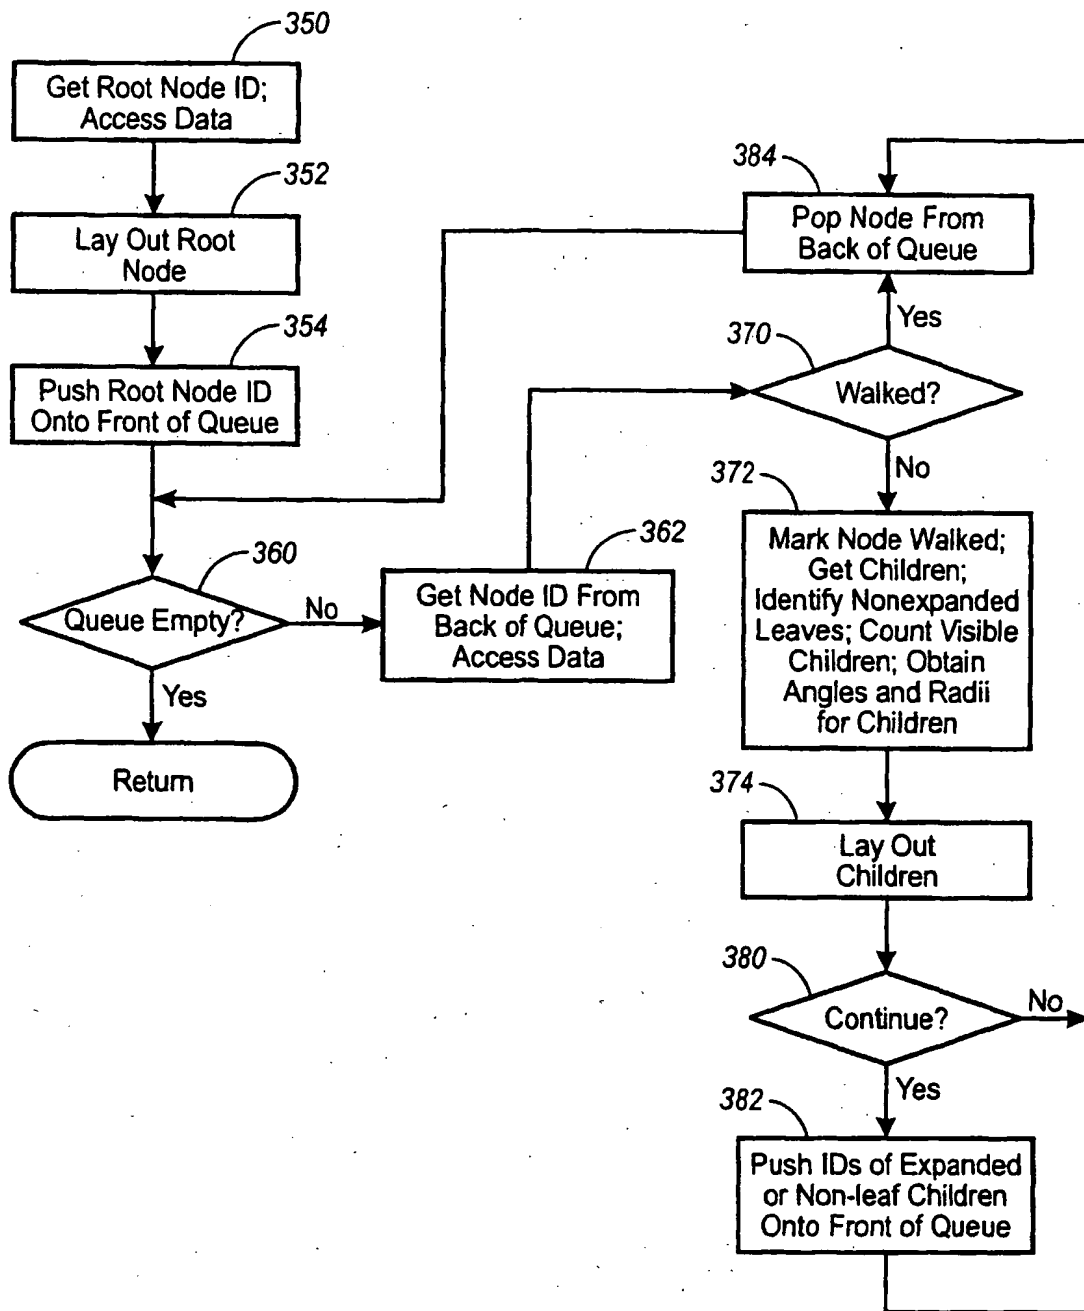 350
Get Root Node ID;
Access Data
352
Lay Out Root
Node
354
Push Root Node ID
Onto Front of Queue
360
Queue Empty?
No
Yes
Return
362
Get Node ID From
Back of Queue;
Access Data
384
Pop Node From
Back of Queue
Yes
370
Walked?
No
372
Mark Node Walked;
Get Children;
Identify Nonexpanded
Leaves; Count Visible
Children; Obtain
Angles and Radii
for Children
374
Lay Out
Children
380
Continue?
No
Yes
382
Push IDs of Expanded
or Non-leaf Children
Onto Front of Queue